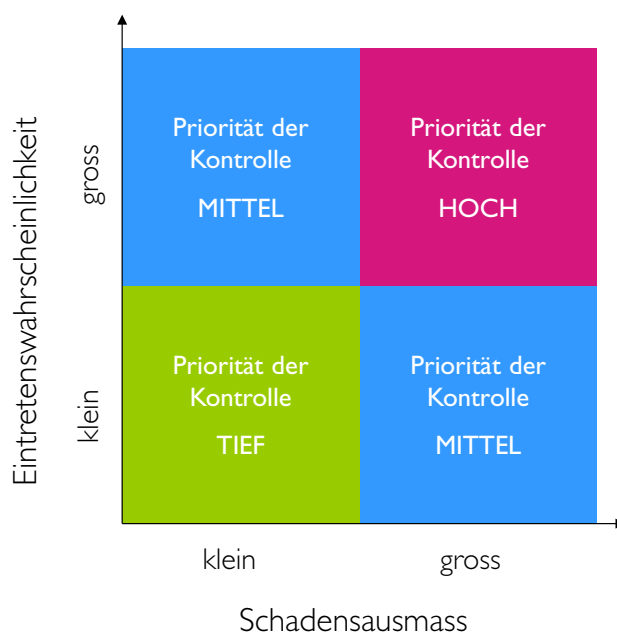 Eintretenswahrscheinlichkeit
gross
klein
Priorität der
Kontrolle
MITTEL
Priorität der
Kontrolle
HOCH
Priorität der
Kontrolle
TIEF
Priorität der
Kontrolle
MITTEL
klein
gross
Schadensausmass